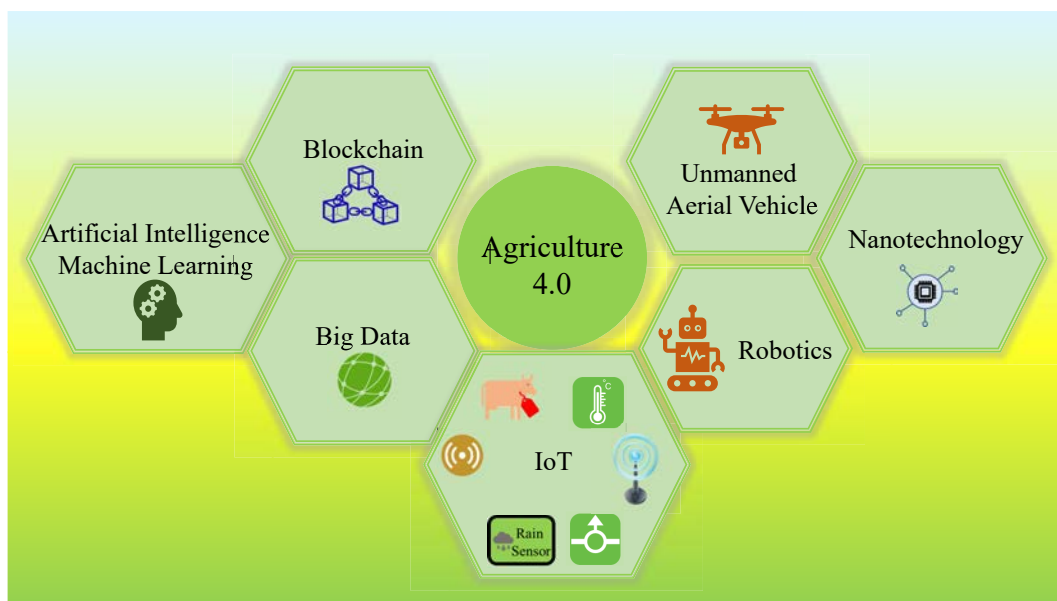 Blockchain
Artificial Intelligence
Machine Learning
Big Data
Agriculture
4.0
Unmanned
Aerial Vehicle
Nanotechnology
Robotics
°C
IoT
Rain
Sensor